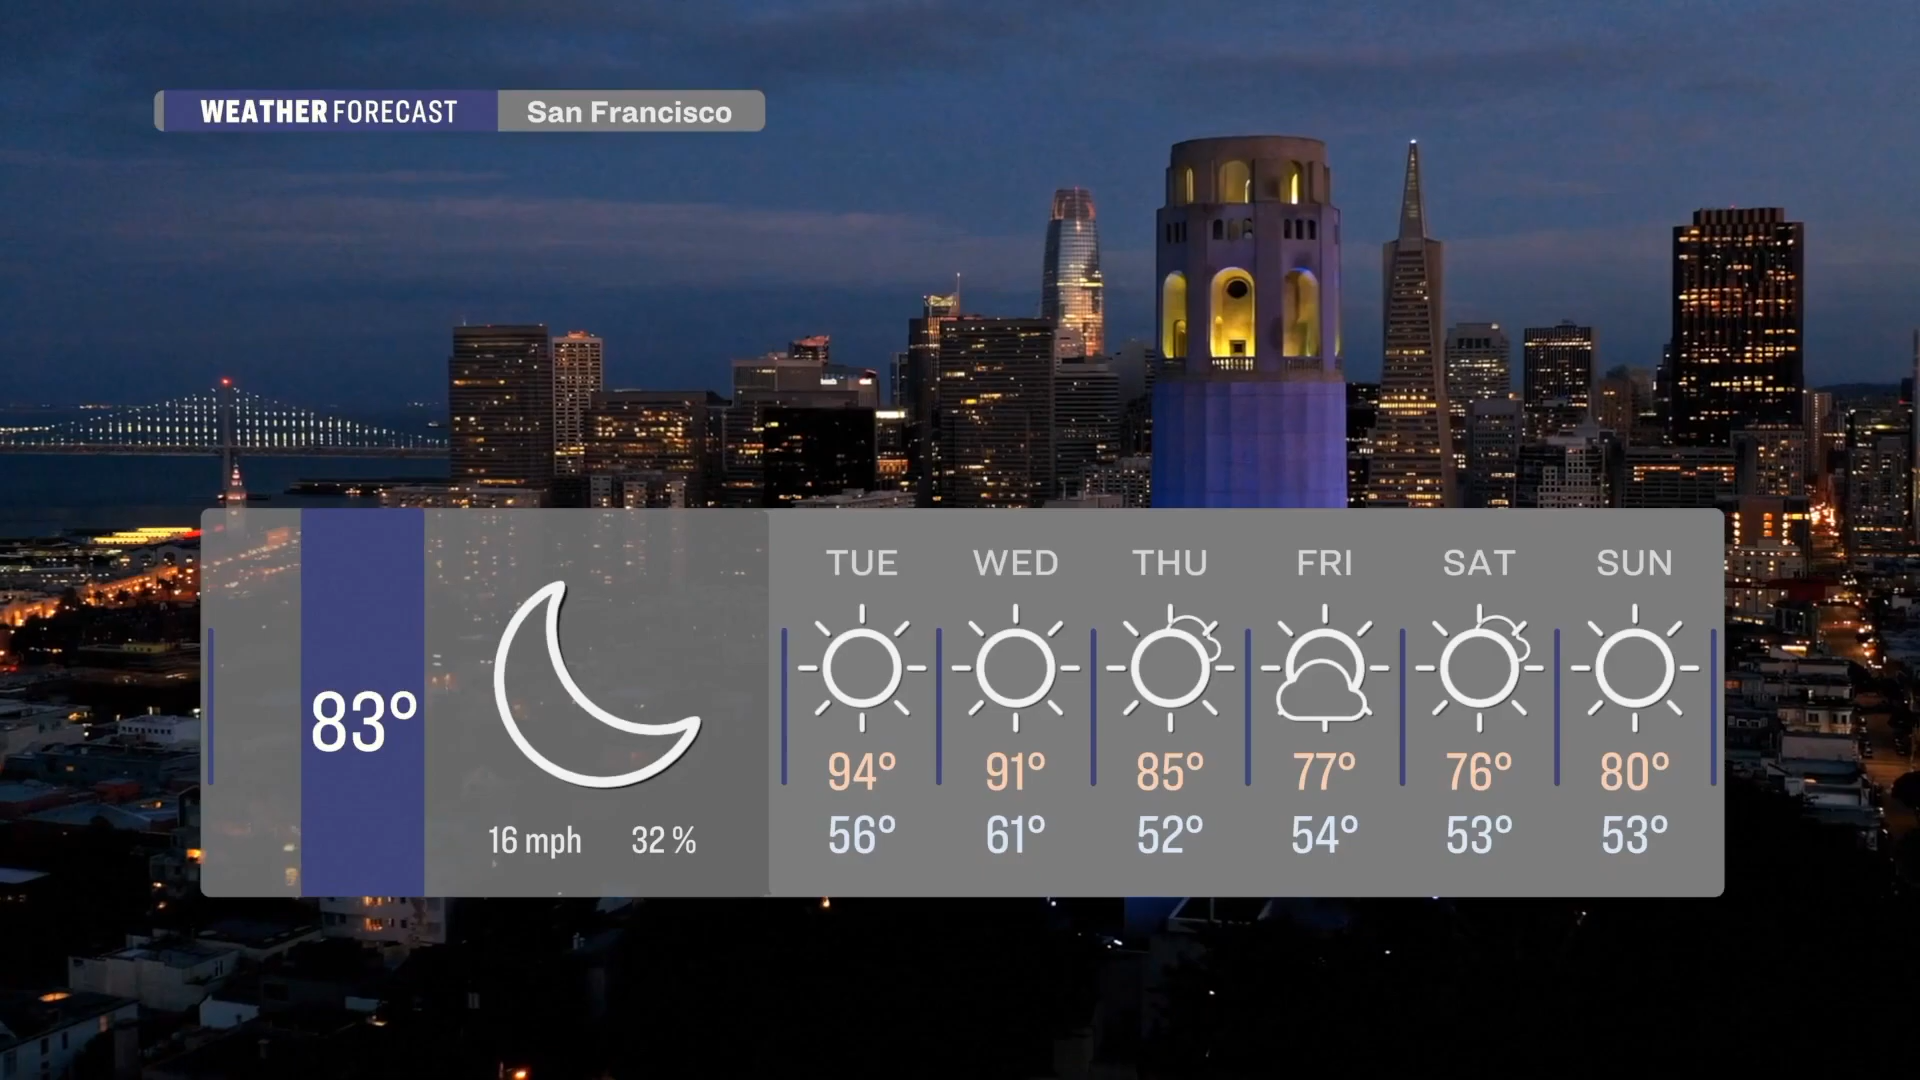 WEATHER FORECAST San Francisco
83°
16 mph 32 %
TUE WED THU FRI SAT SUN
94° 91° 85° 77° 76° 80°
56° 61° 52° 54° 53° 53°